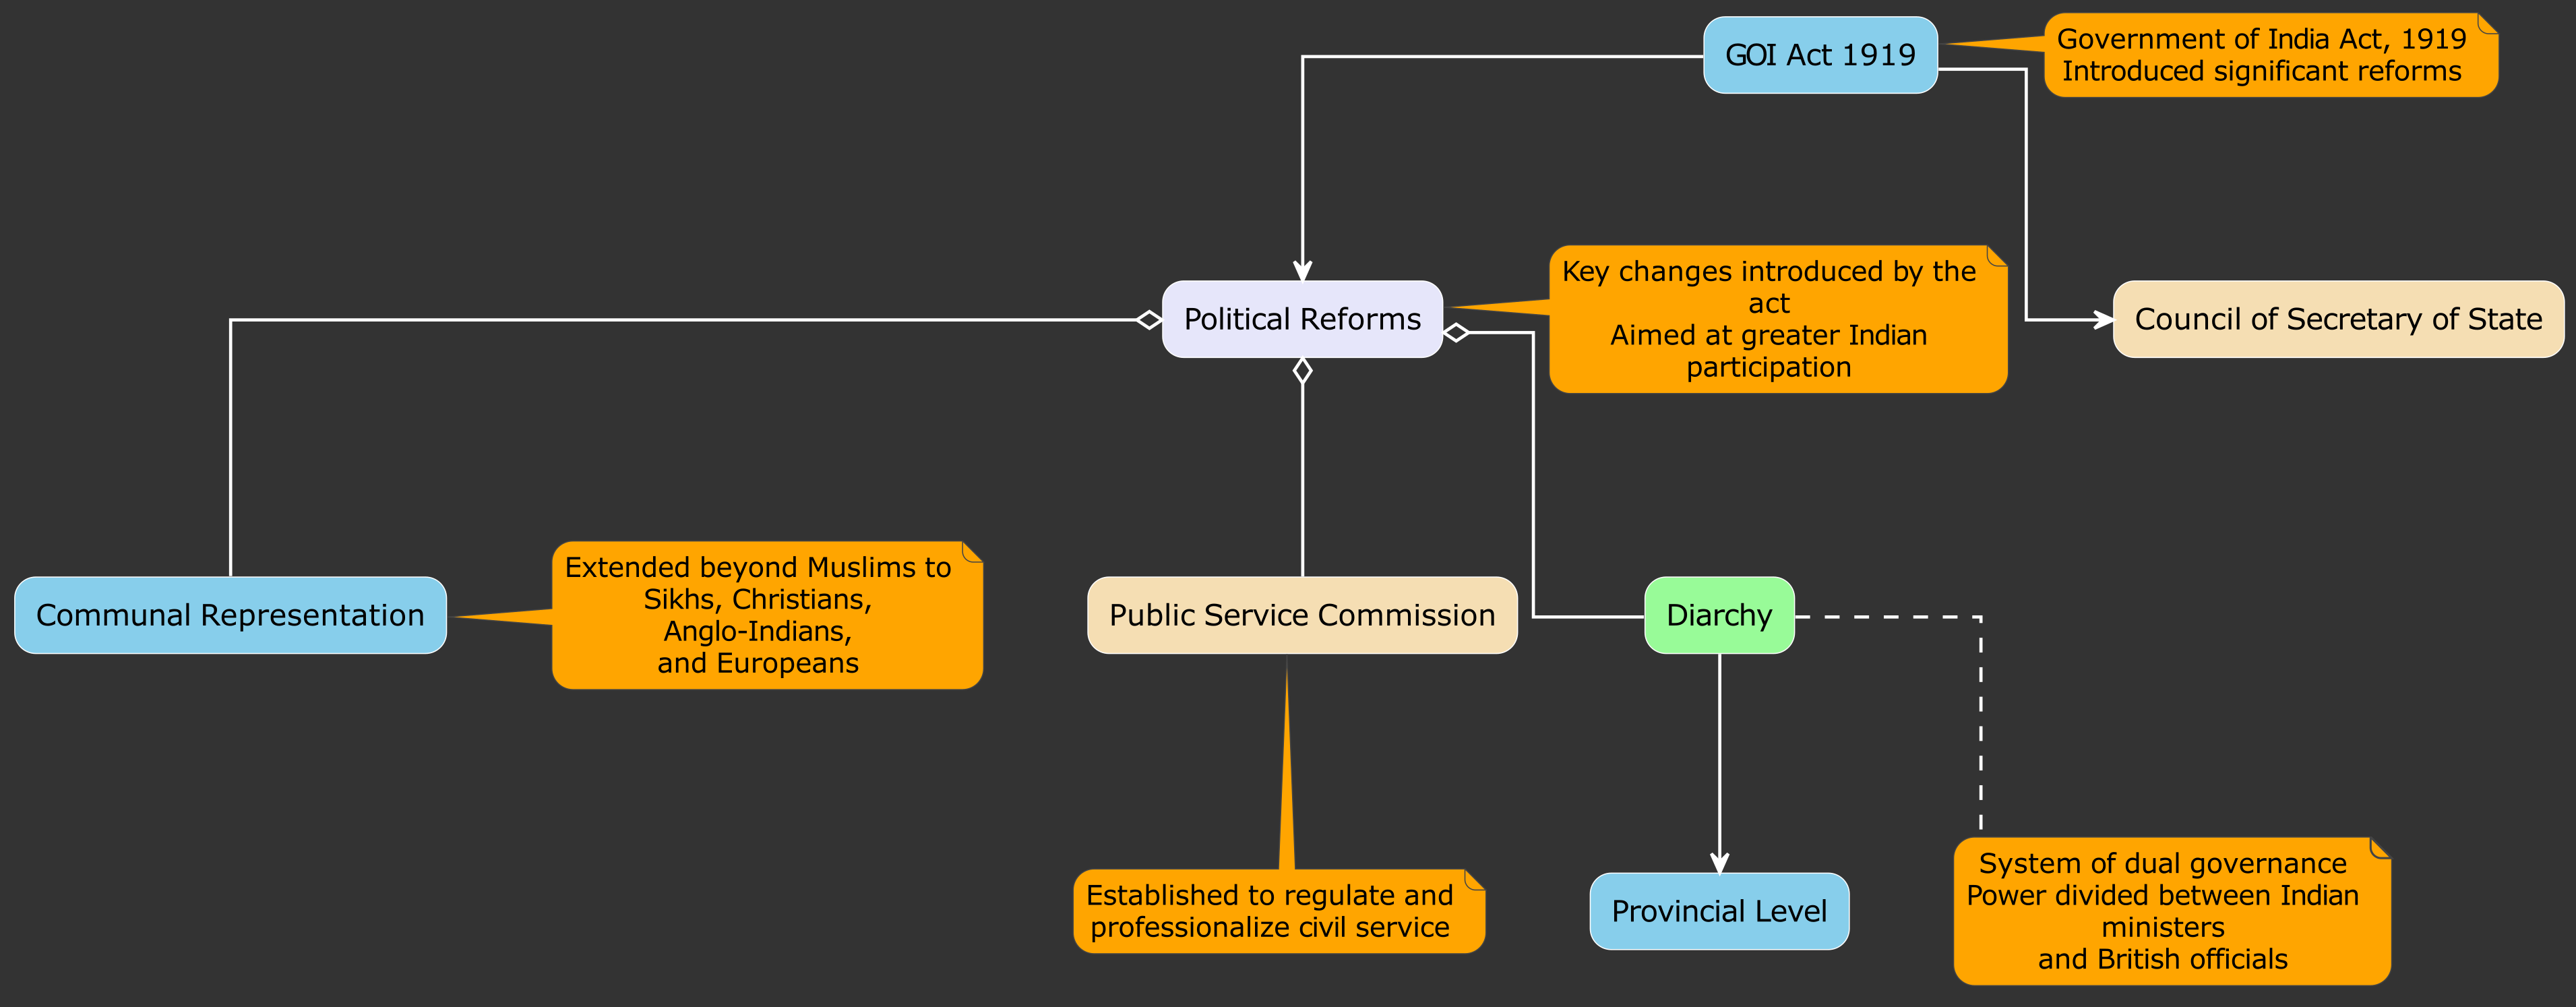 GOI Act 1919
Government of India Act, 1919
Introduced significant reforms
Political Reforms
Key changes introduced by the
act
Aimed at greater Indian
participation
Council of Secretary of State
Communal Representation
Extended beyond Muslims to
Sikhs, Christians,
Anglo-Indians,
and Europeans
Public Service Commission
Diarchy
Established to regulate and
professionalize civil service
Provincial Level
System of dual governance
Power divided between Indian
ministers
and British officials